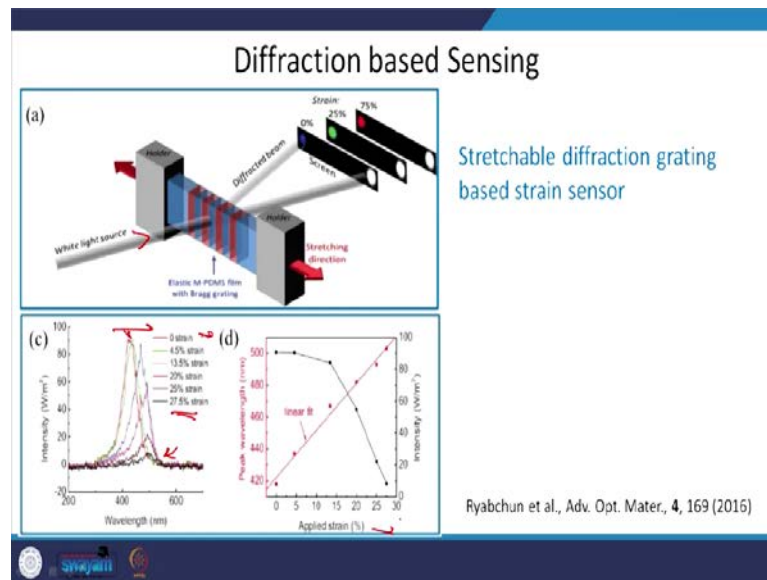 Diffraction based Sensing
(a)
Strain:
0%
25%
75%
Holder
Diffracted beam
Screen
White light source
Holder
Stretching
direction
Elastic M-PDMS film
with Bragg grating
Stretchable diffraction grating
based strain sensor
(c)
100
80
60
40
20
0
-20
Intensity (W/m²)
0 strain
4.5% strain
13.5% strain
20% strain
25% strain
27.5% strain
200
400
600
Wavelength (nm)
(d)
500
480
460
440
420
Peak wavelength (nm)
linear fit
100
80
60
40
20
0
Intensity (W/m²)
0
5
10
15
20
25
30
Applied strain (%)
Ryabchun et al., Adv. Opt. Mater., 4, 169 (2016)
swayam
3